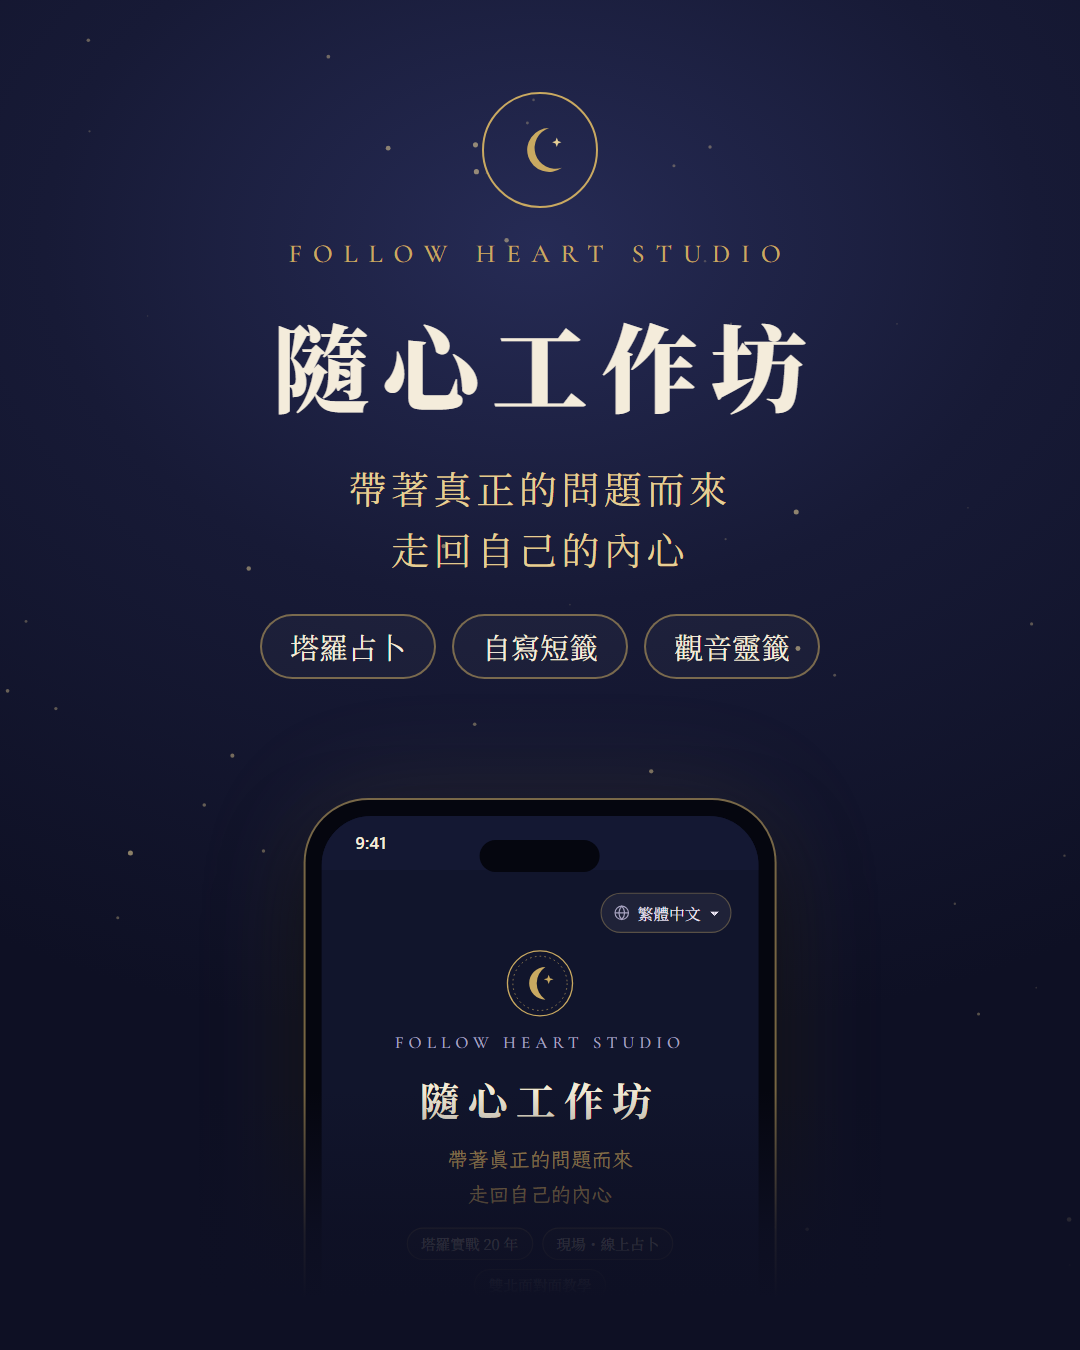 FOLLOW HEART STUDIO
隨心工作坊
帶著真正的問題而來
走回自己的內心
塔羅占卜
自寫短籤
觀音靈籤
9:41
繁體中文
FOLLOW HEART STUDIO
隨心工作坊
帶著真正的問題而來
走回自己的內心
塔羅實戰 20 年
現場・線上占卜